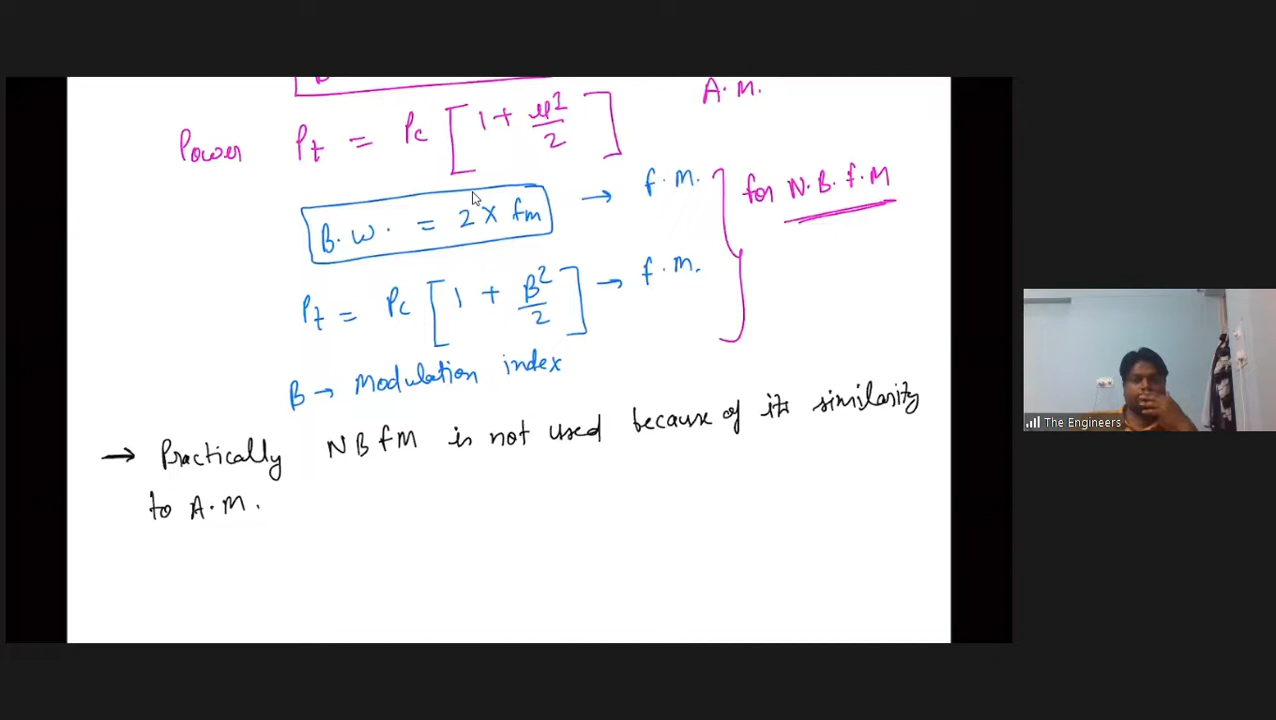 A.M.
Power Pt = Pc [1 + μ²/2]
B.W. = 2 x fm → f.M.
for N.B.f.M
Pt = Pc [1 + β²/2] → f.M.
β → Modulation index
→ Practically NBfM is not used because of its similarity
to A.M.
The Engineers